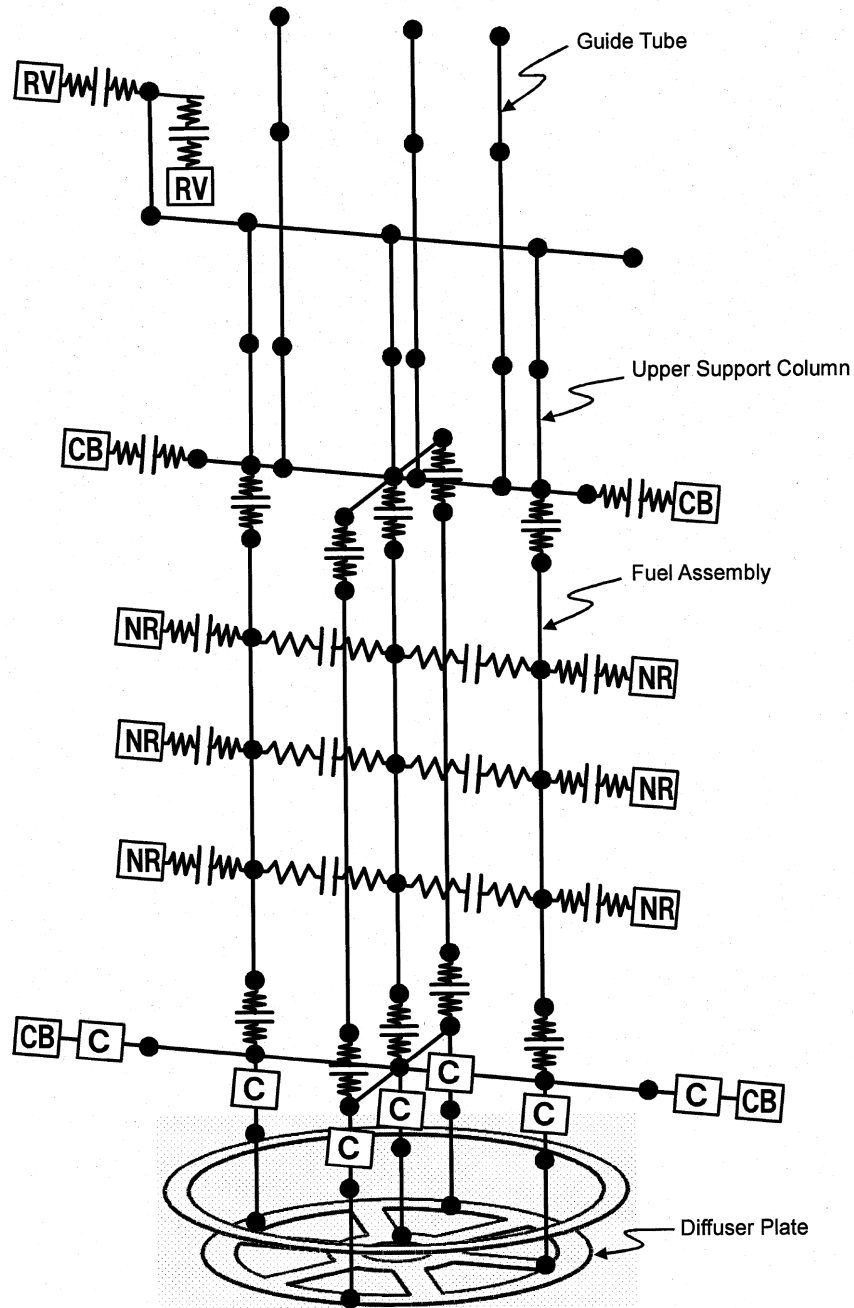 Guide Tube
RV
RV
Upper Support Column
CB
CB
Fuel Assembly
NR
NR
NR
NR
NR
NR
CB
C
C
C
C
C
CB
C
C
Diffuser Plate